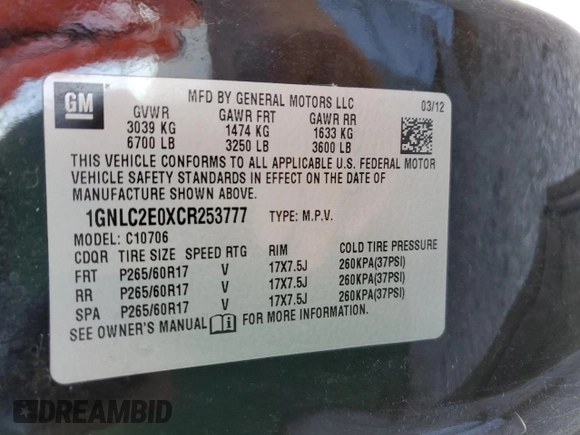 GM
MFD BY GENERAL MOTORS LLC
03/12
GVWR GAWR FRT GAWR RR
3039 KG 1474 KG 1633 KG
6700 LB 3250 LB 3600 LB
THIS VEHICLE CONFORMS TO ALL APPLICABLE U.S. FEDERAL MOTOR
VEHICLE SAFETY STANDARDS IN EFFECT ON THE DATE OF
MANUFACTURE SHOWN ABOVE.
1GNLC2E0XCR253777 TYPE: M.P.V.
MODEL: C10706
CDQR TIRE SIZE SPEED RTG RIM COLD TIRE PRESSURE
FRT P265/60R17 V 17X7.5J 260KPA(37PSI)
RR P265/60R17 V 17X7.5J 260KPA(37PSI)
SPA P265/60R17 V 17X7.5J 260KPA(37PSI)
SEE OWNER'S MANUAL FOR MORE INFORMATION.
DREAMBID